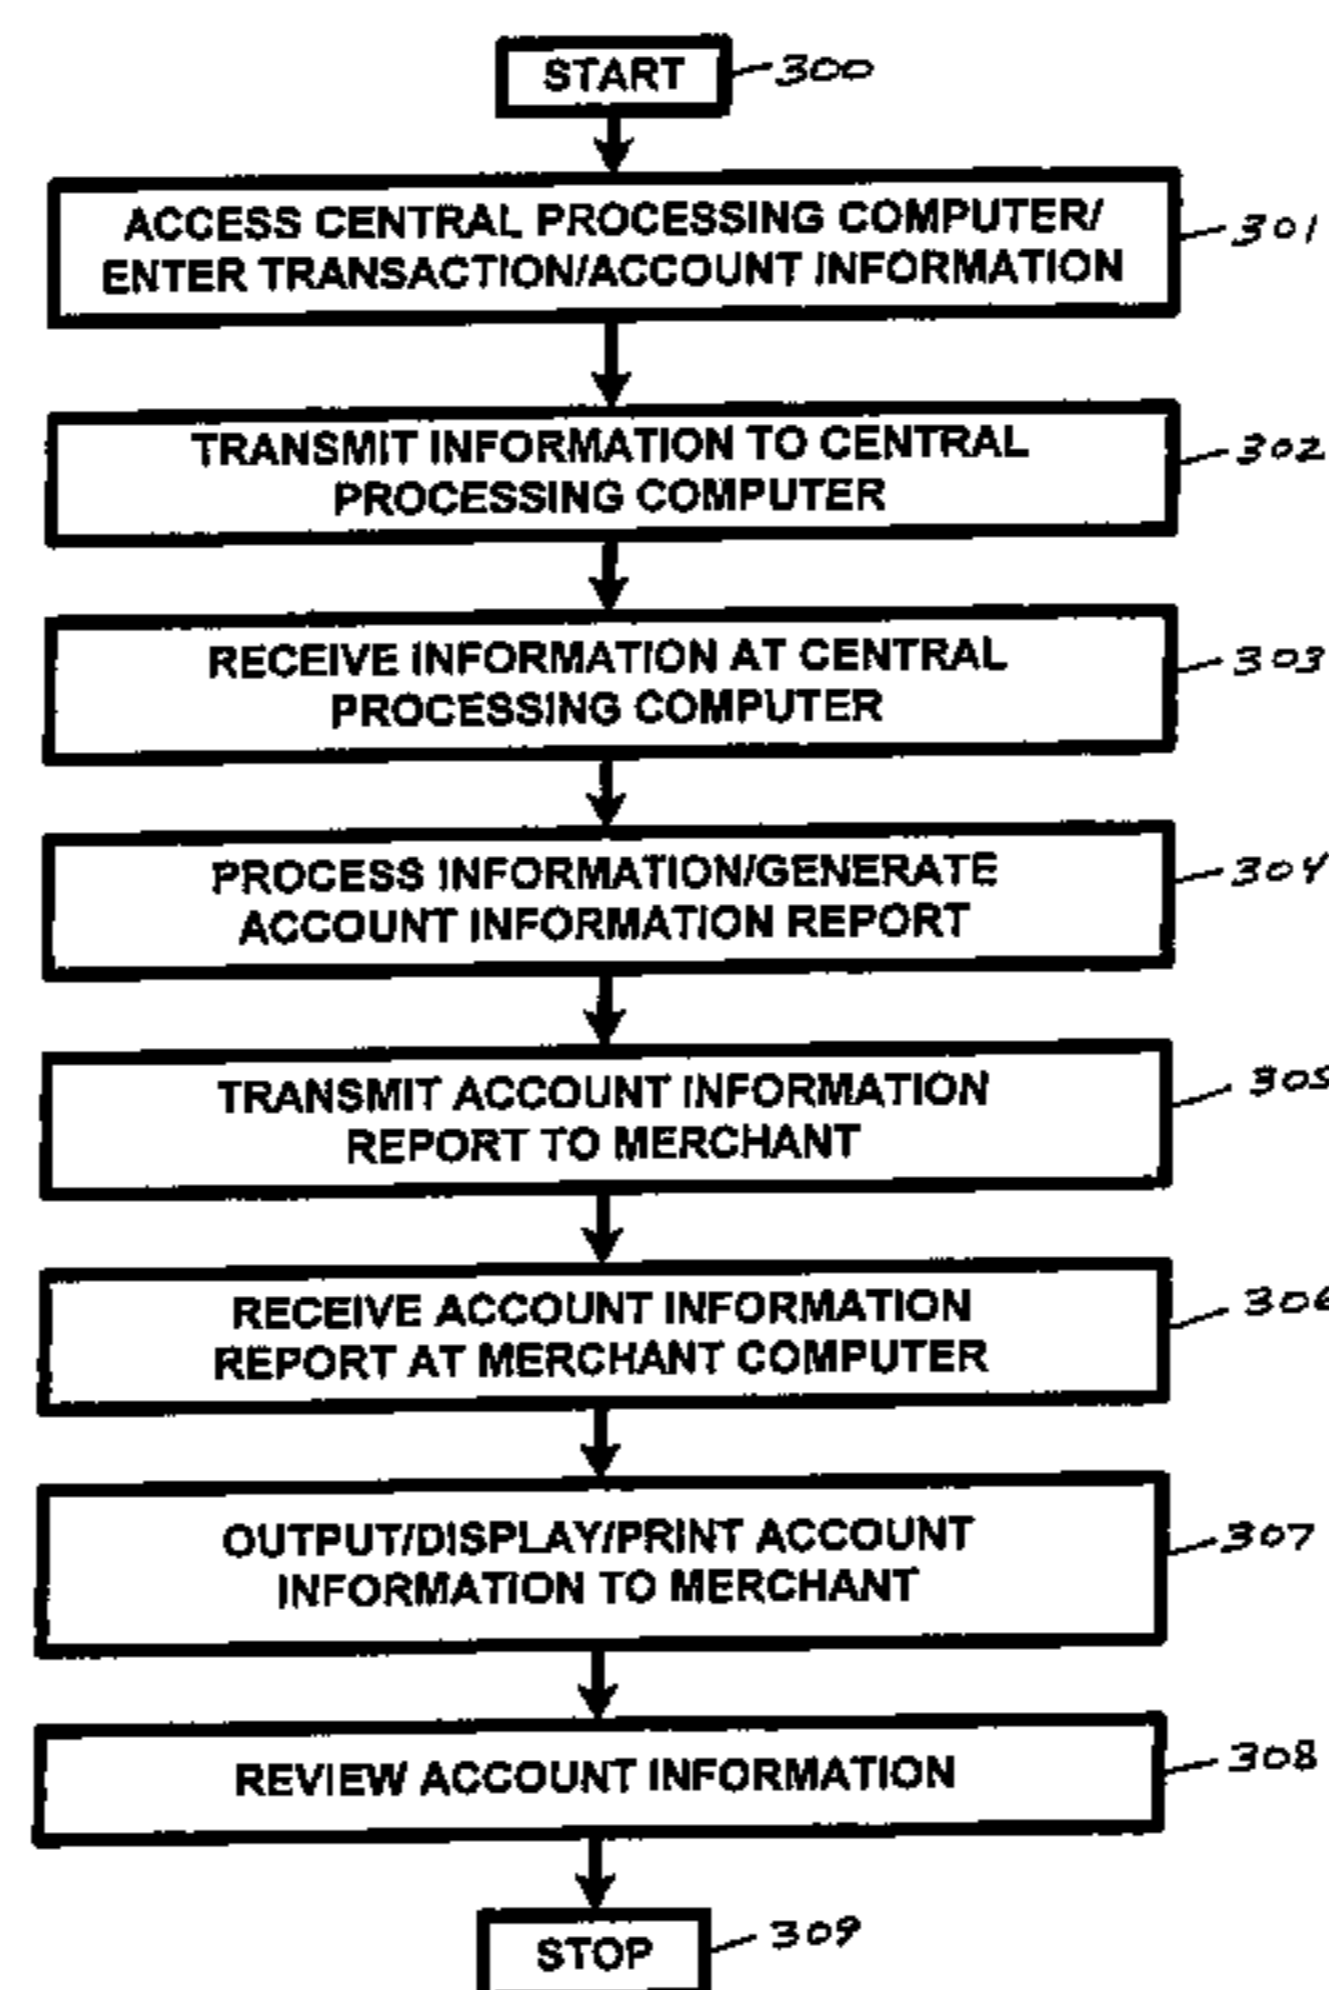 START
300
ACCESS CENTRAL PROCESSING COMPUTER/
ENTER TRANSACTION/ACCOUNT INFORMATION
301
TRANSMIT INFORMATION TO CENTRAL
PROCESSING COMPUTER
302
RECEIVE INFORMATION AT CENTRAL
PROCESSING COMPUTER
303
PROCESS INFORMATION/GENERATE
ACCOUNT INFORMATION REPORT
304
TRANSMIT ACCOUNT INFORMATION
REPORT TO MERCHANT
305
RECEIVE ACCOUNT INFORMATION
REPORT AT MERCHANT COMPUTER
306
OUTPUT/DISPLAY/PRINT ACCOUNT
INFORMATION TO MERCHANT
307
REVIEW ACCOUNT INFORMATION
308
STOP
309